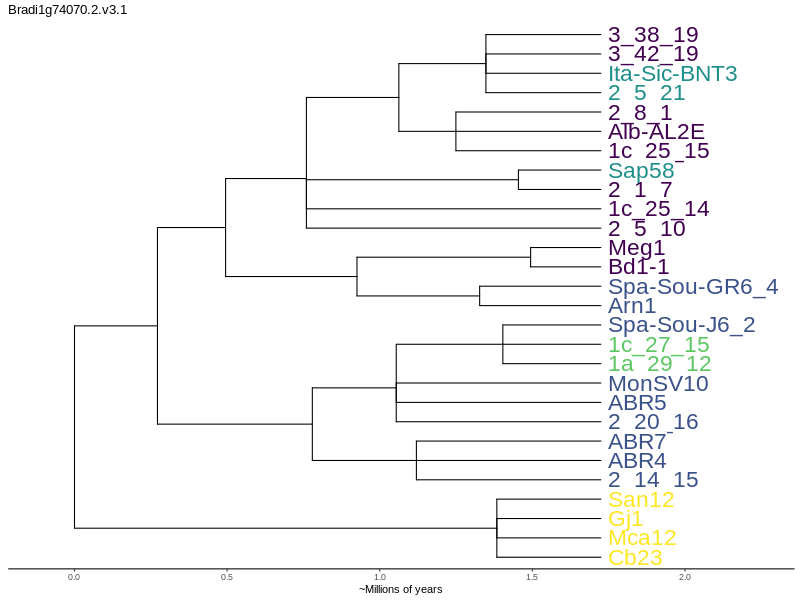 Bradi1g74070.2.v3.1
3_38_19
3_42_19
Ita-Sic-BNT3
2_5_21
2_8_1
Alb-AL2E
1c_25_15
Sap58
2_1_7
1c_25_14
2_5_10
Meg1
Bd1-1
Spa-Sou-GR6_4
Arn1
Spa-Sou-J6_2
1c_27_15
1a_29_12
MonSV10
ABR5
2_20_16
ABR7
ABR4
2_14_15
San12
Gj1
Mca12
Cb23
0.0 0.5 1.0 1.5 2.0
~Millions of years